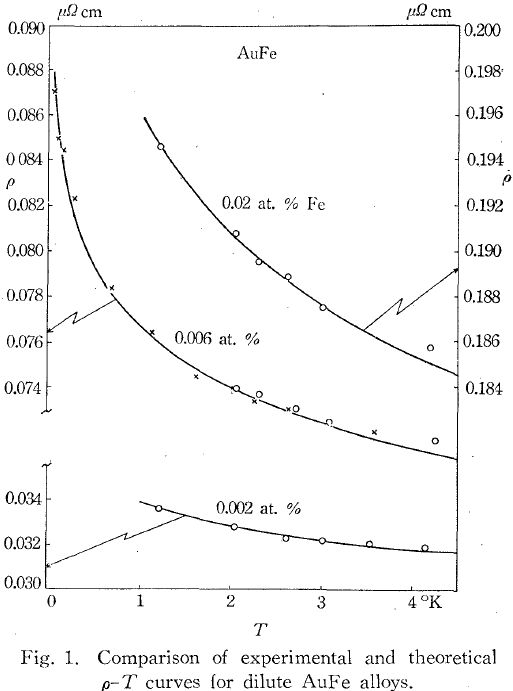 μΩ cm
μΩ cm
0.090
0.200
AuFe
0.088
0.198
0.086
0.196
0.084
0.194
ρ
ρ
0.082
0.02 at. % Fe
0.192
0.080
0.190
0.078
0.188
0.076
0.006 at. %
0.186
0.074
0.184
0.034
0.002 at. %
0.032
0.030
0 1 2 3 4 °K
T
Fig. 1. Comparison of experimental and theoretical
ρ-T curves for dilute AuFe alloys.